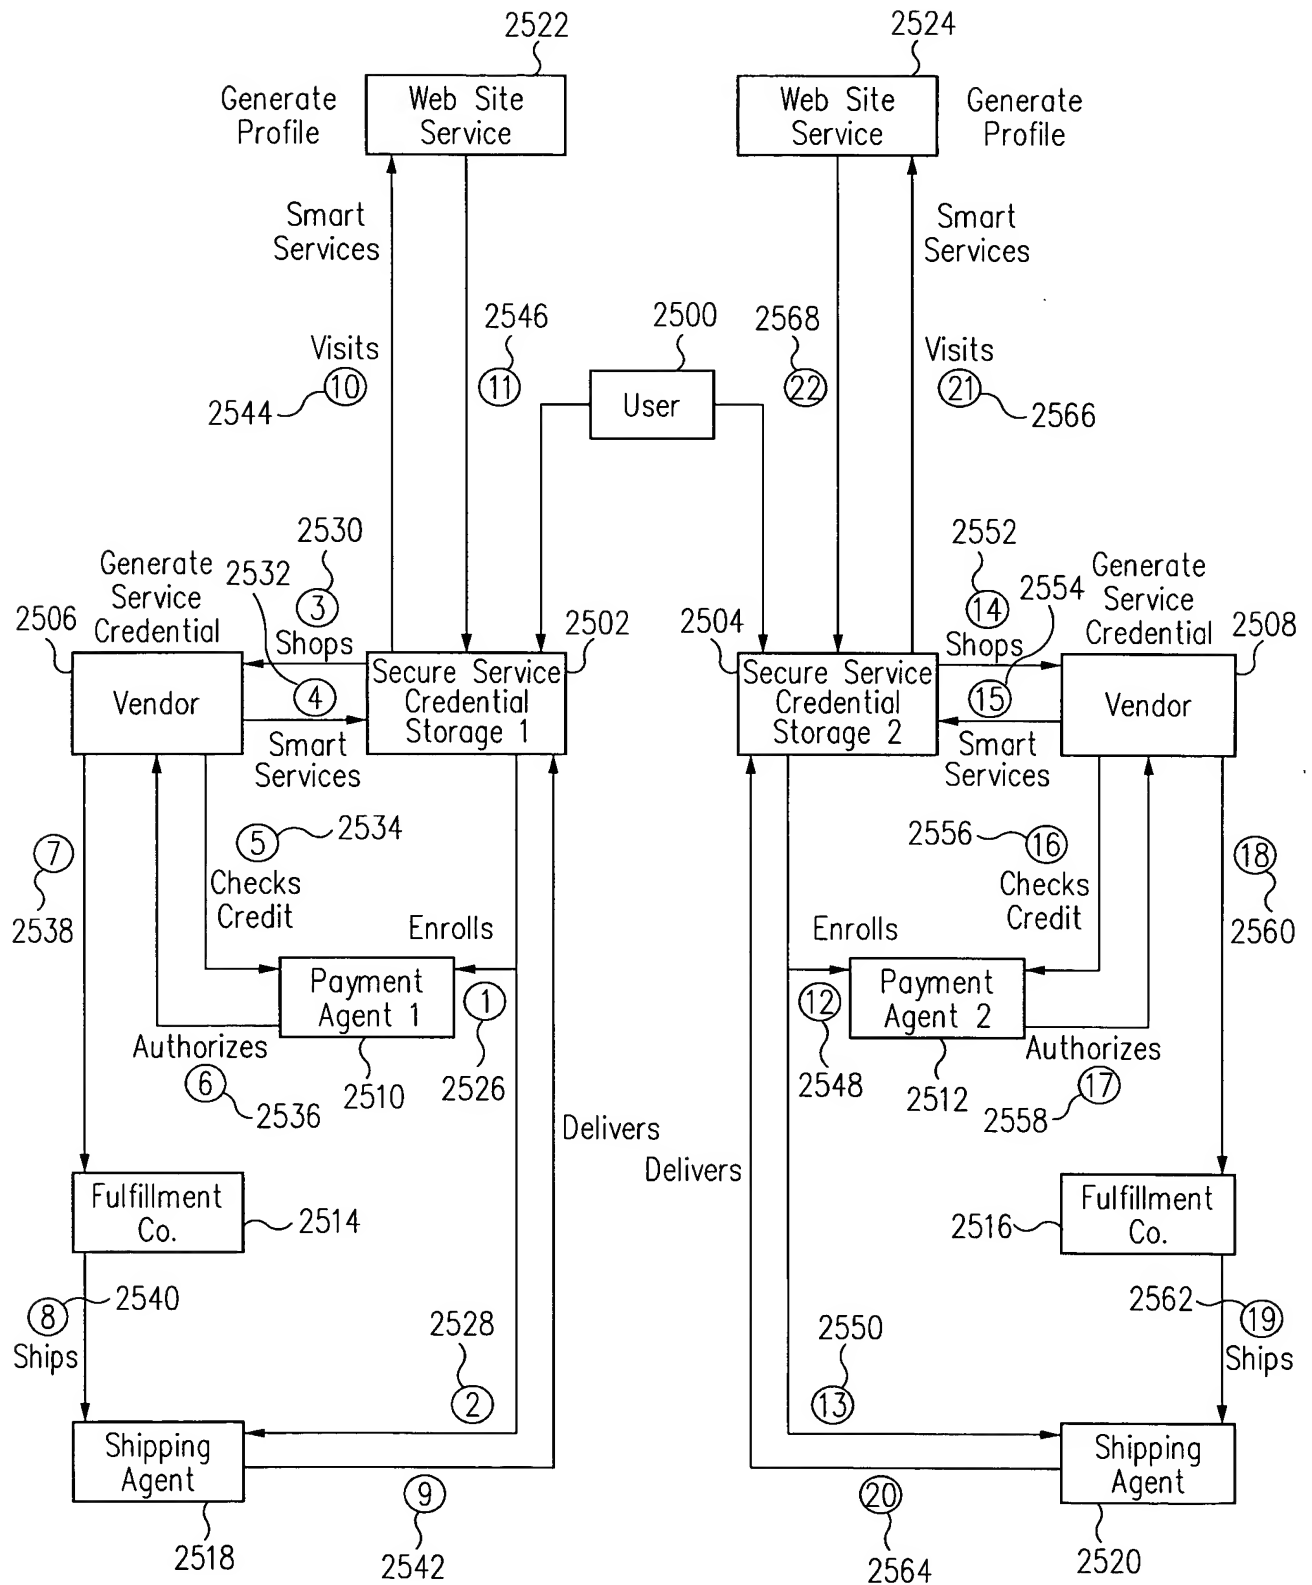 2522
2524
Generate
Profile
Web Site
Service
Web Site
Service
Generate
Profile
Smart
Services
Smart
Services
2546
2500
2568
Visits
10
2544
11
User
22
Visits
21
2566
2530
2552
Generate
Service
Credential
2532
3
Shops
14
Shops
2554
Generate
Service
Credential
2506
2502
2504
2508
Vendor
4
Smart
Services
Secure Service
Credential
Storage 1
Secure Service
Credential
Storage 2
15
Smart
Services
Vendor
7
2538
5
2534
Checks
Credit
2556
16
Checks
Credit
18
2560
Enrolls
Enrolls
Payment
Agent 1
1
12
Payment
Agent 2
Authorizes
6
2536
2510
2526
2548
2512
Authorizes
17
2558
Delivers
Delivers
Fulfillment
Co.
2514
2516
Fulfillment
Co.
8
2540
Ships
2562
19
Ships
2528
2
2550
13
Shipping
Agent
Shipping
Agent
9
20
2518
2542
2564
2520